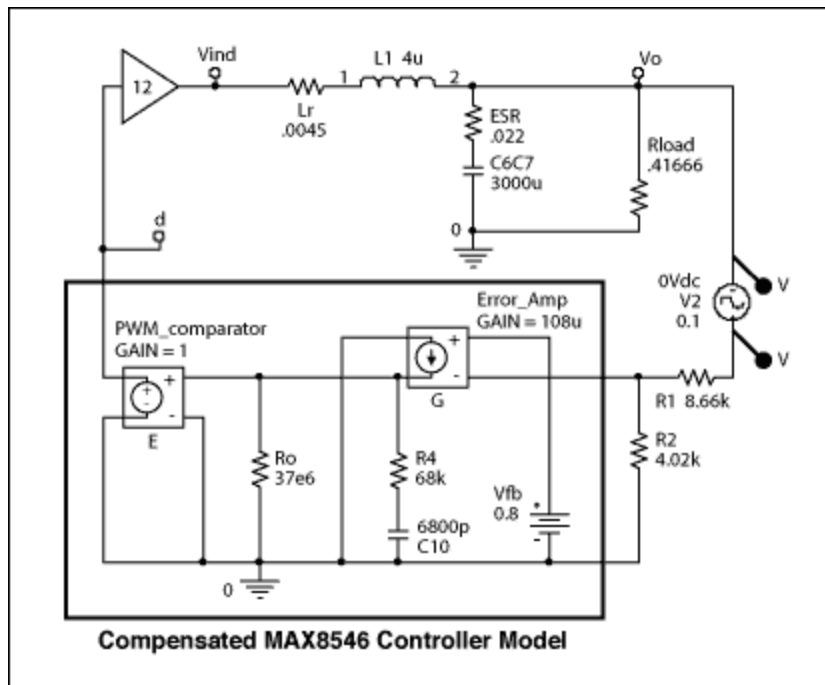 Vind
L1 4u
Vo
12
1
2
Lr
.0045
ESR
.022
C6C7
3000u
Rload
.41666
0
d
0Vdc
V2
0.1
V
V
Error_Amp
GAIN = 108u
PWM_comparator
GAIN = 1
+
-
+
-
+
-
G
E
R1 8.66k
R2
4.02k
Ro
37e6
R4
68k
Vfb
0.8
+
-
6800p
C10
0
Compensated MAX8546 Controller Model